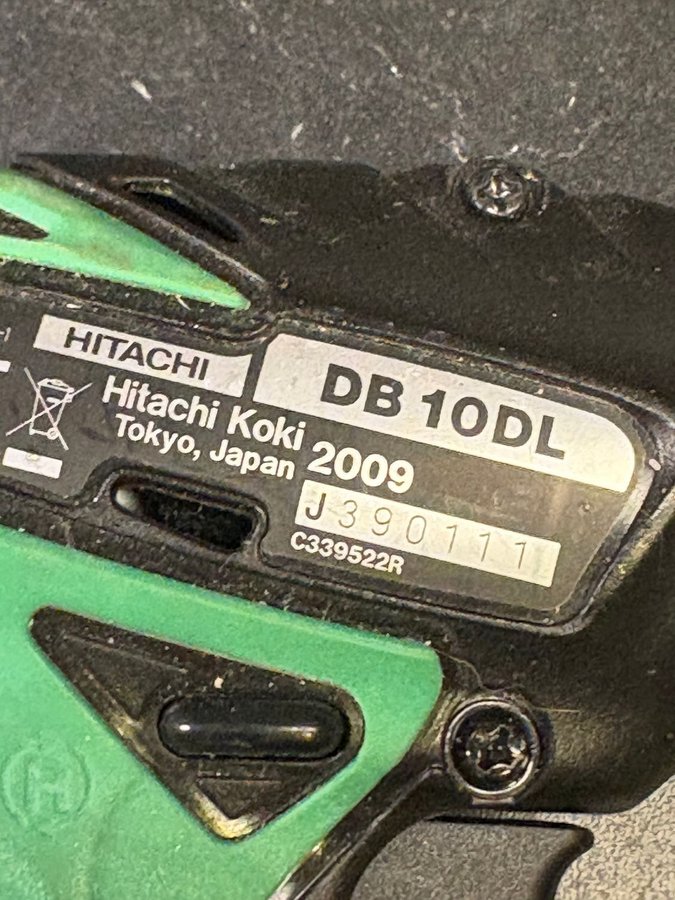 HITACHI
DB 10DL
Hitachi Koki
Tokyo, Japan 2009
J390111
C339522R
H